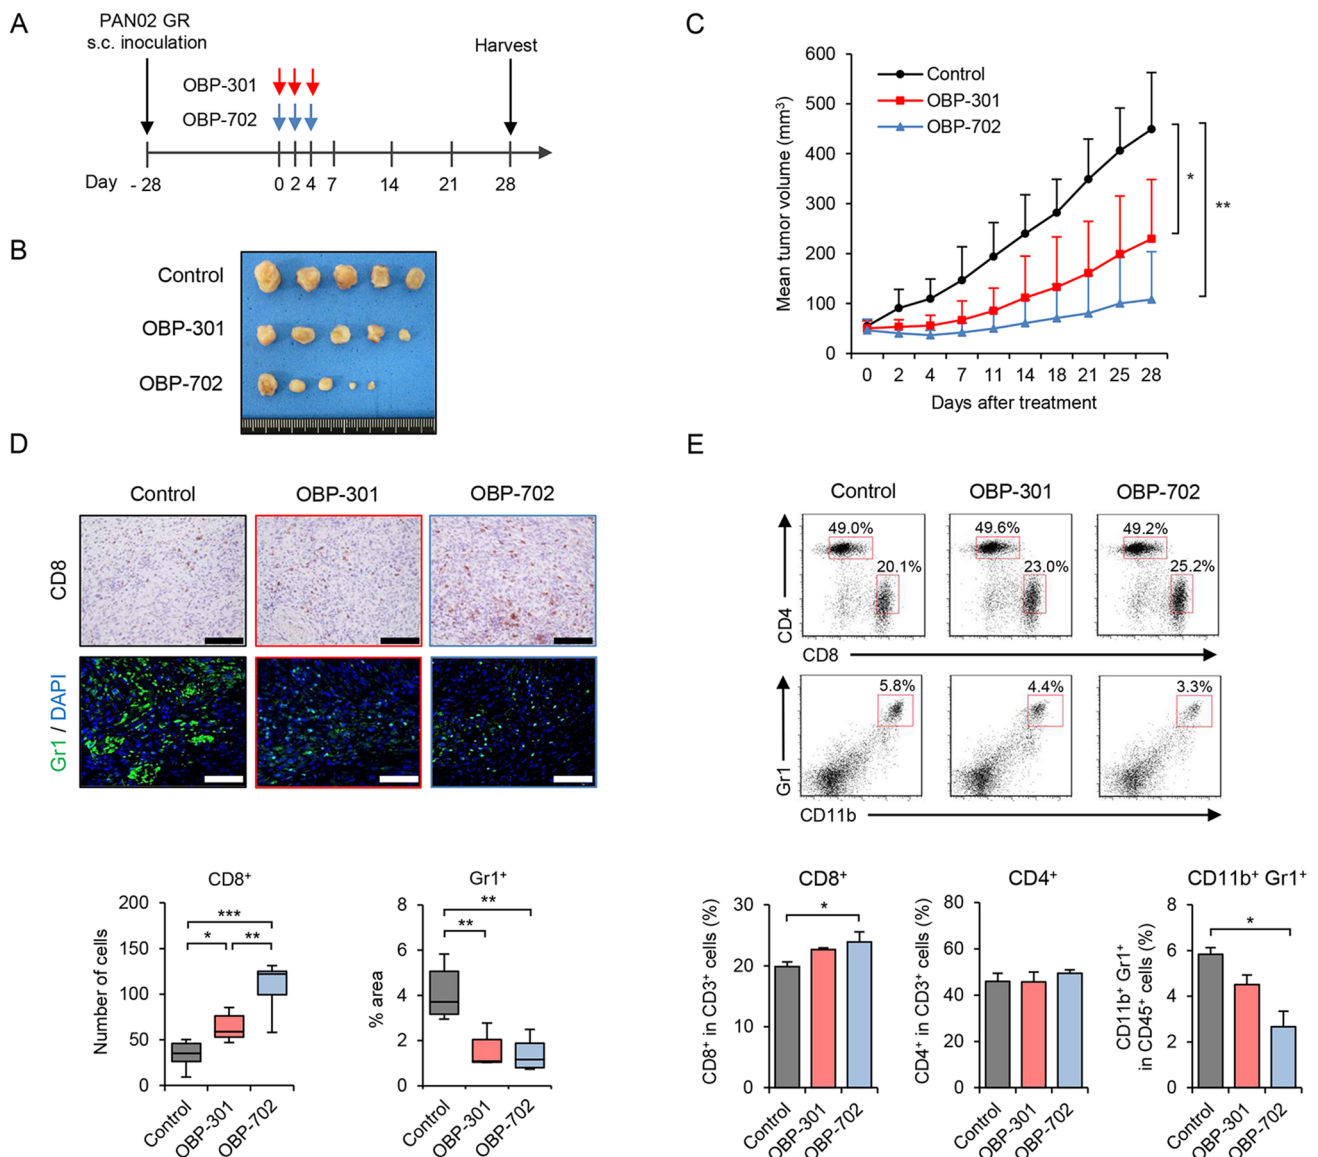 A
PAN02 GR
s.c. inoculation
Harvest
OBP-301
OBP-702
Day
- 28
0 2 4 7 14 21 28
B
Control
OBP-301
OBP-702
C
Mean tumor volume (mm³)
600
500
400
300
200
100
0
Control
OBP-301
OBP-702
*
**
0 2 4 7 11 14 18 21 25 28
Days after treatment
D
Control OBP-301 OBP-702
CD8
Gr1 / DAPI
CD8⁺
Number of cells
200
150
100
50
0
***
* **
Control
OBP-301
OBP-702
Gr1⁺
% area
8
6
4
2
0
**
**
Control
OBP-301
OBP-702
E
Control OBP-301 OBP-702
49.0% 49.6% 49.2%
20.1% 23.0% 25.2%
CD4
CD8
5.8% 4.4% 3.3%
Gr1
CD11b
CD8⁺
CD8⁺ in CD3⁺ cells (%)
30
20
10
0
*
Control
OBP-301
OBP-702
CD4⁺
CD4⁺ in CD3⁺ cells (%)
80
60
40
20
0
Control
OBP-301
OBP-702
CD11b⁺ Gr1⁺
CD11b⁺ Gr1⁺
in CD45⁺ cells (%)
8
6
4
2
0
*
Control
OBP-301
OBP-702